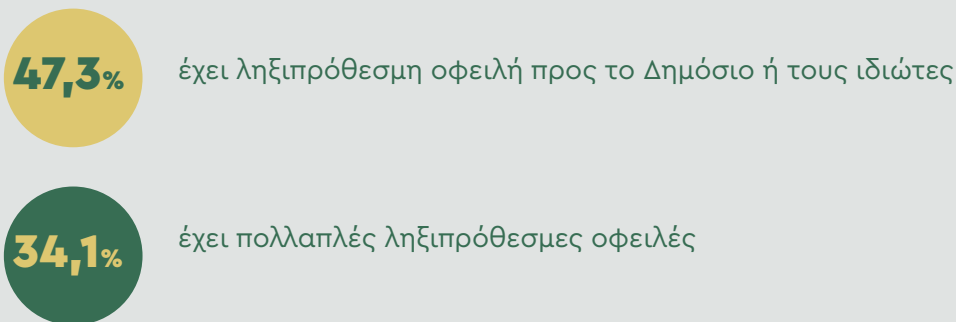 47,3%
έχει ληξιπρόθεσμη οφειλή προς το Δημόσιο ή τους ιδιώτες
34,1%
έχει πολλαπλές ληξιπρόθεσμες οφειλές